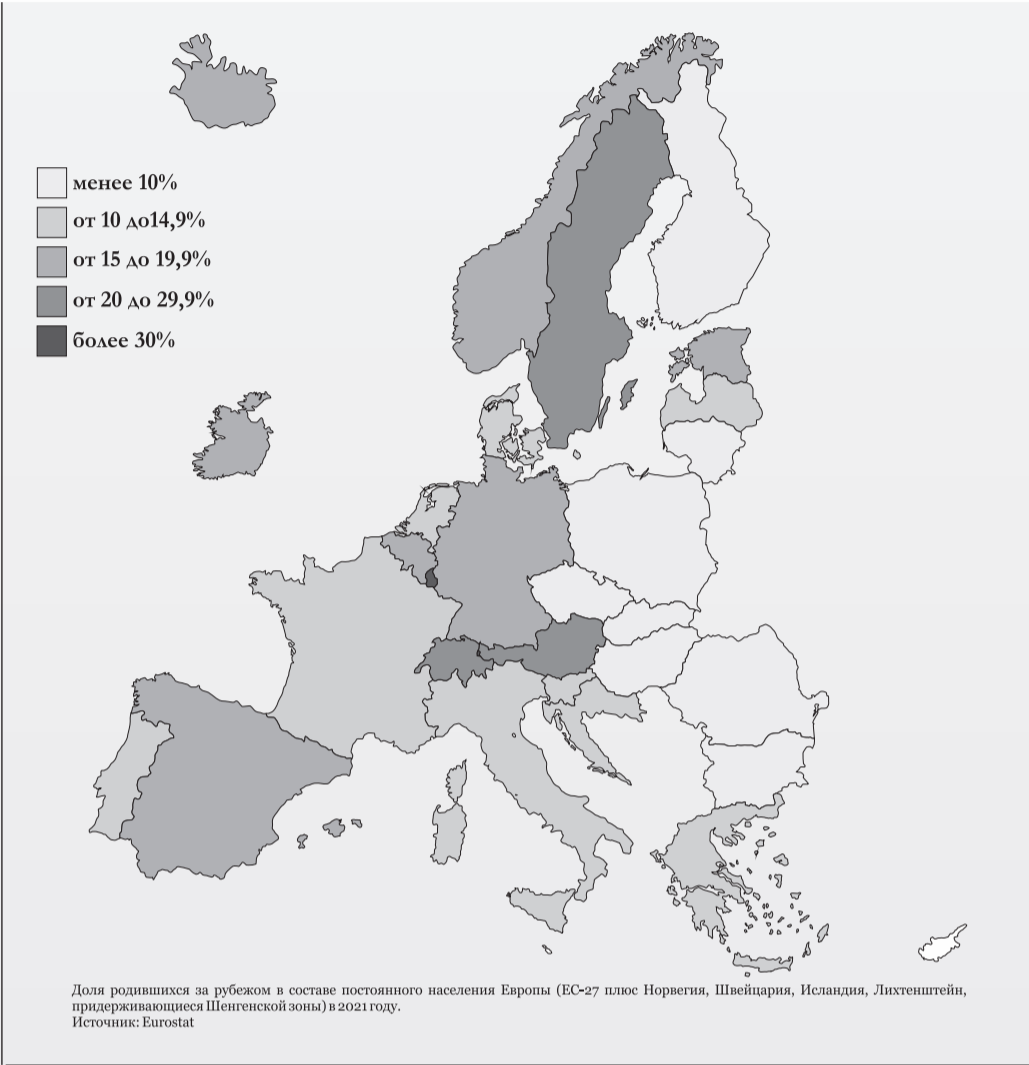 менее 10%
от 10 до14,9%
от 15 до 19,9%
от 20 до 29,9%
более 30%
Доля родившихся за рубежом в составе постоянного населения Европы (ЕС-27 плюс Норвегия, Швейцария, Исландия, Лихтенштейн,
придерживающиеся Шенгенской зоны) в 2021 году.
Источник: Eurostat